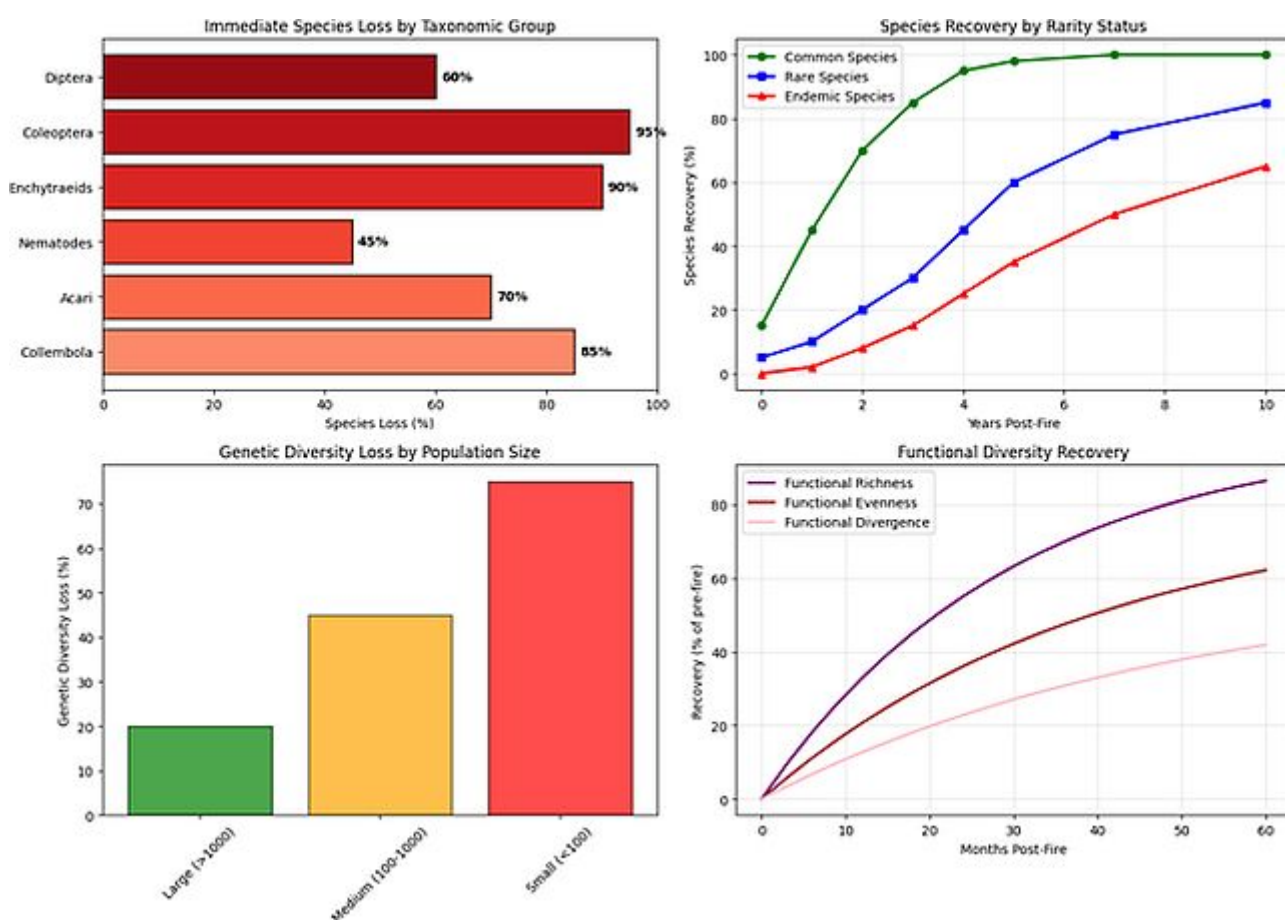 Immediate Species Loss by Taxonomic Group
Diptera
60%
Coleoptera
95%
Enchytraeids
90%
Nematodes
45%
Acari
70%
Collembola
85%
0 20 40 60 80 100
Species Loss (%)
Species Recovery by Rarity Status
Common Species
Rare Species
Endemic Species
Species Recovery (%)
100
80
60
40
20
0
0 2 4 6 8 10
Years Post-Fire
Genetic Diversity Loss by Population Size
Genetic Diversity Loss (%)
70
60
50
40
30
20
10
0
Large (>1000)
Medium (100-1000)
Small (<100)
Functional Diversity Recovery
Functional Richness
Functional Evenness
Functional Divergence
Recovery (% of pre-fire)
80
60
40
20
0
0 10 20 30 40 50 60
Months Post-Fire